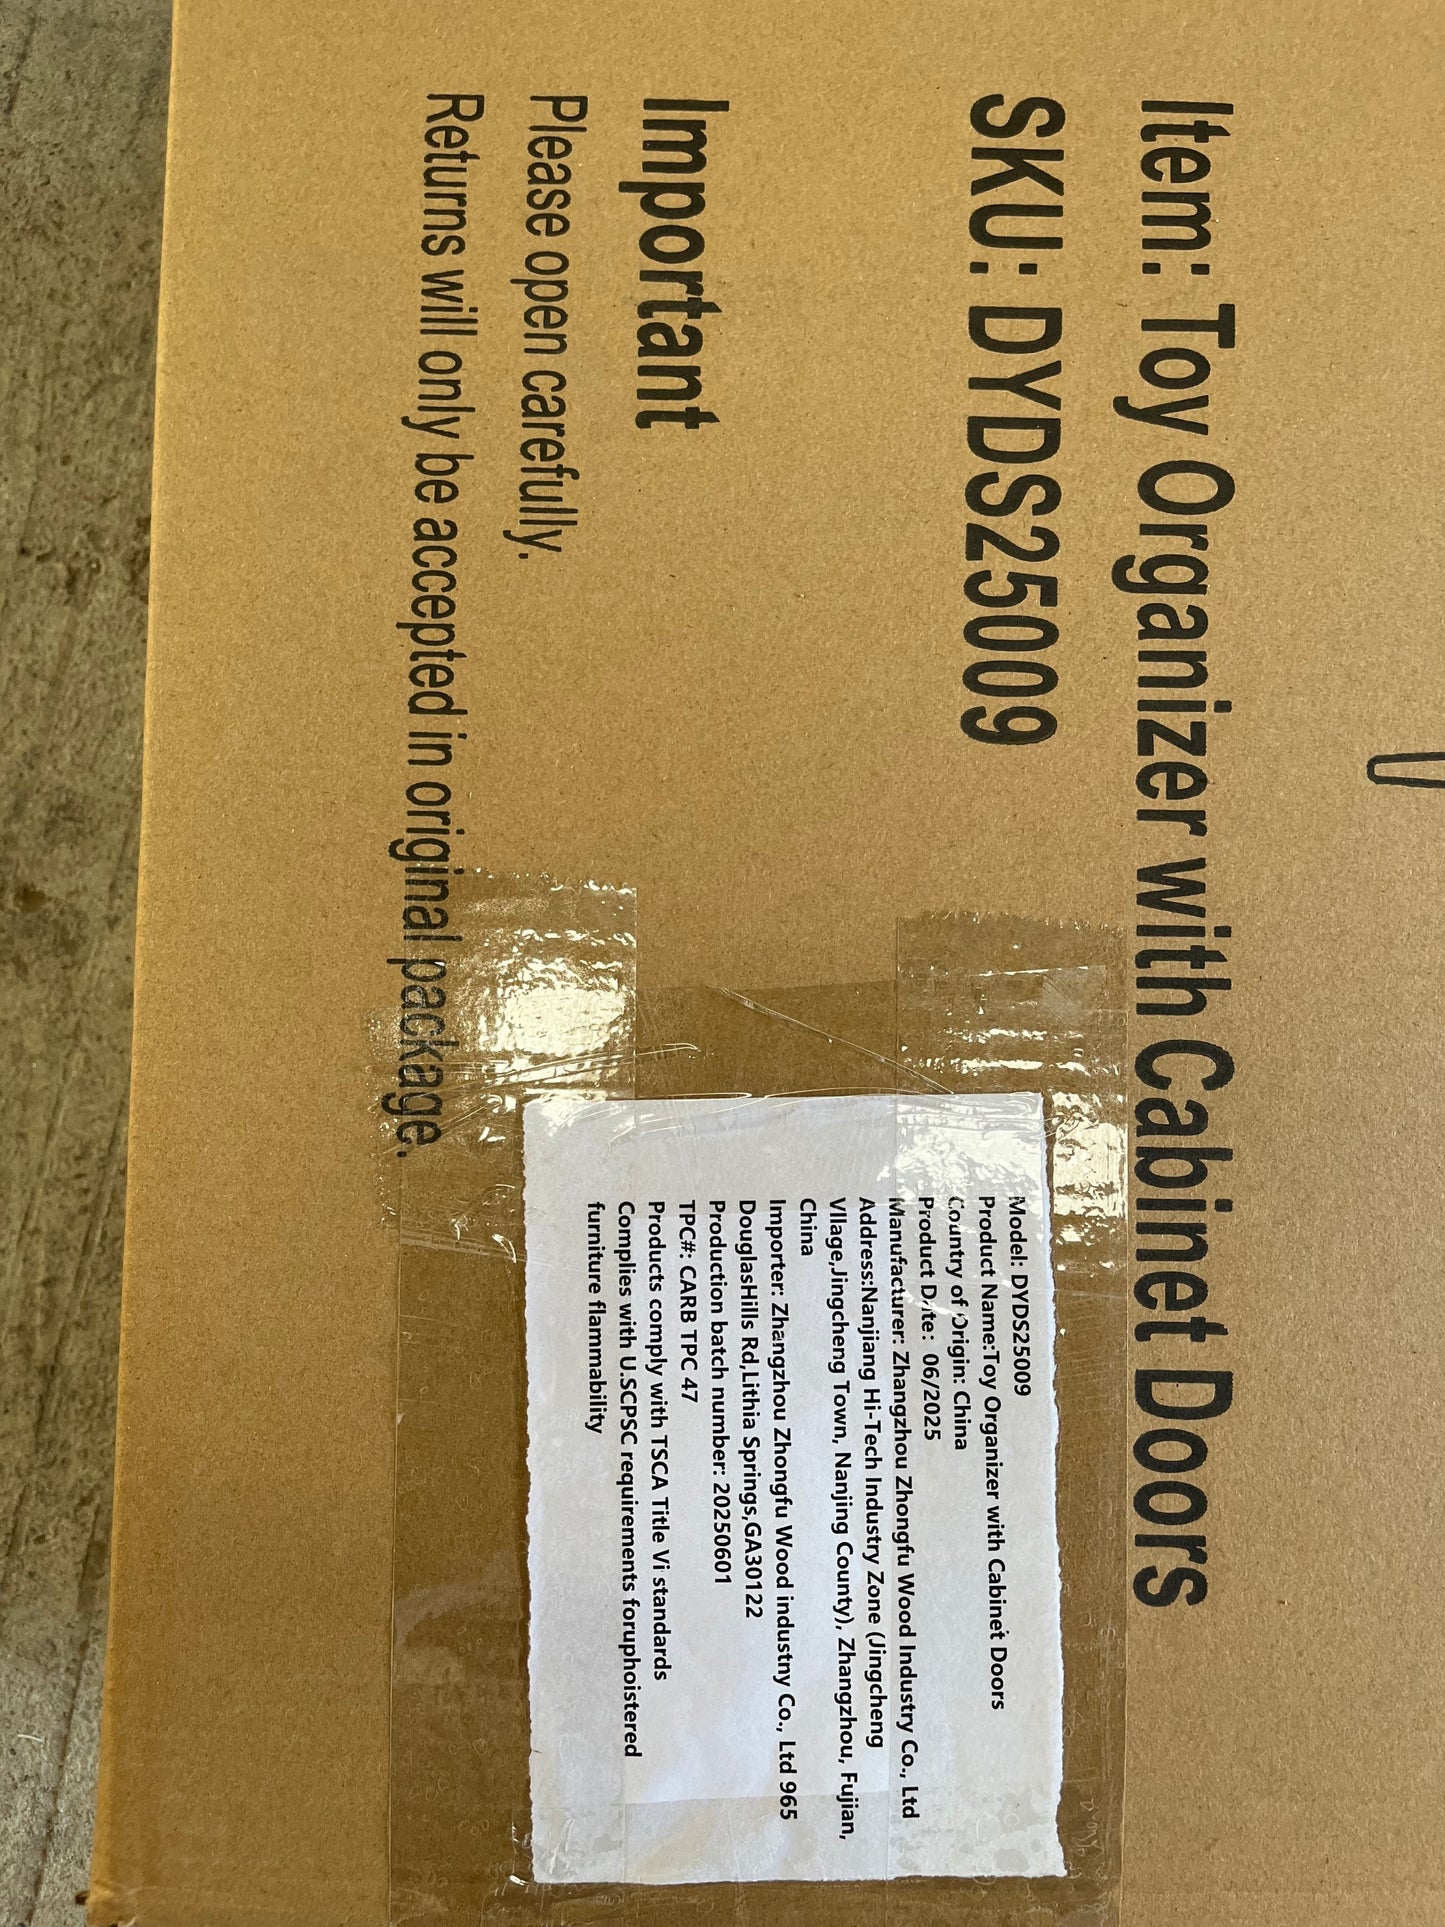 Item: Toy Organizer with Cabinet Doors
SKU: DYDS25009
Important
Please open carefully.
Returns will only be accepted in original package.
Model: DYDS25009
Product Name:Toy Organizer with Cabinet Doors
Country of Origin: China
Product Date: 06/2025
Manufacturer: Zhangzhou Zhongfu Wood Industry Co., Ltd
Address:Nanjiang Hi-Tech Industry Zone (Jingcheng
Vllage,Jingcheng Town, Nanjing County), Zhangzhou, Fujian,
China
Importer: Zhangzhou Zhongfu Wood industny Co., Ltd 965
DouglasHills Rd,Lithia Springs,GA30122
Production batch number: 20250601
TPC#: CARB TPC 47
Products comply with TSCA Title Vi standards
Complies with U.SCPSC requirements foruphoistered
furniture flammability